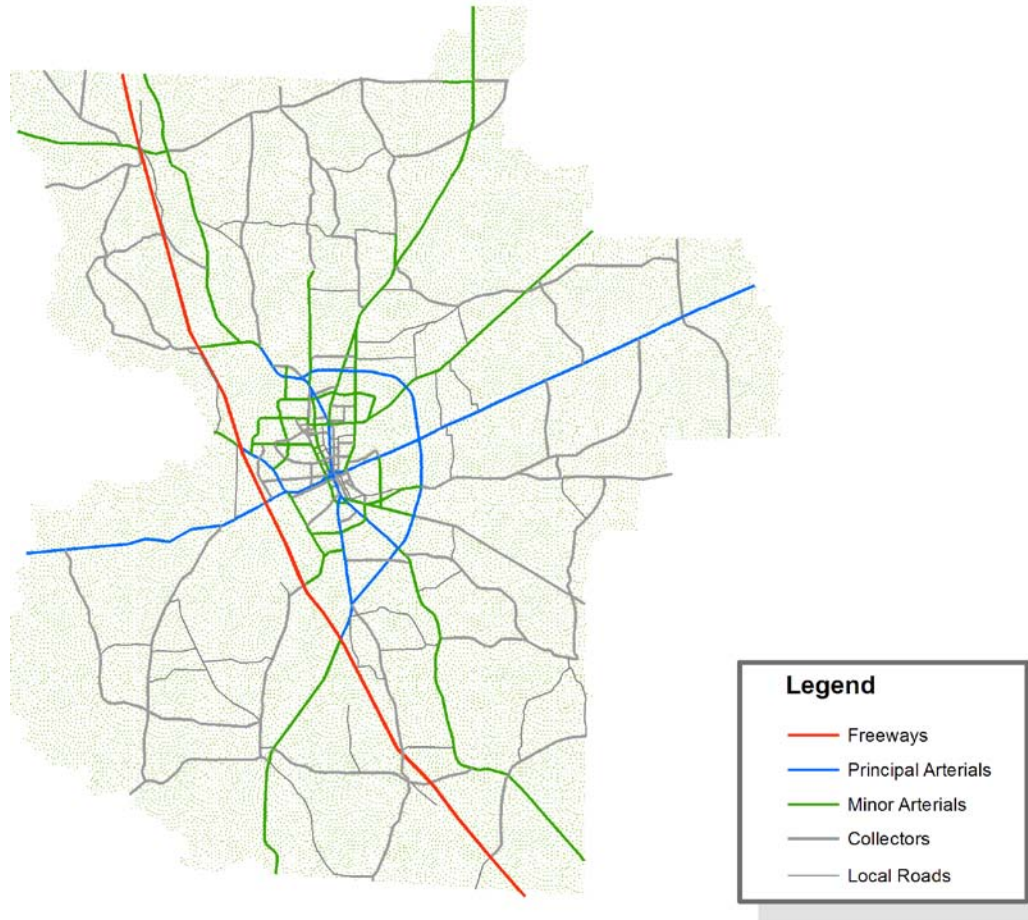 Legend
Freeways
Principal Arterials
Minor Arterials
Collectors
Local Roads